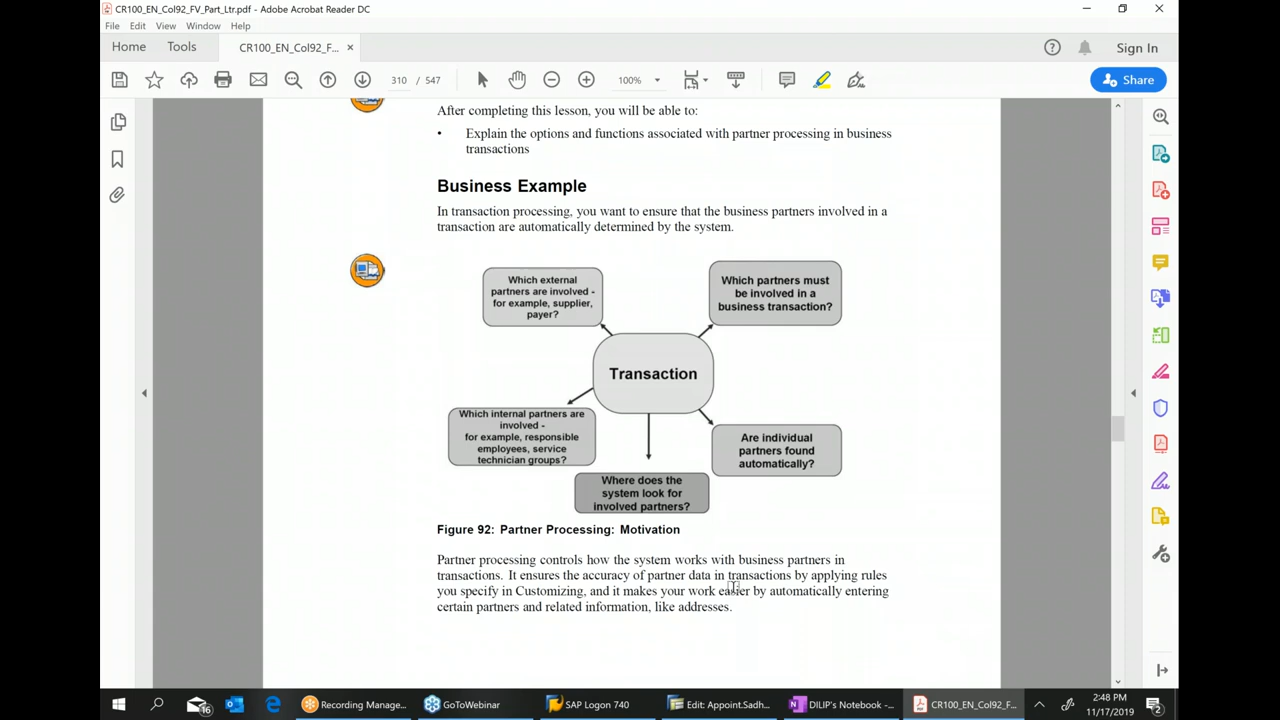 CR100_EN_Col92_FV_Part_Ltr.pdf - Adobe Acrobat Reader DC
File Edit View Window Help
Home Tools CR100_EN_Col92_F... ×
Sign In
310 / 547
100%
Share
After completing this lesson, you will be able to:
• Explain the options and functions associated with partner processing in business
transactions
Business Example
In transaction processing, you want to ensure that the business partners involved in a
transaction are automatically determined by the system.
Which external
partners are involved -
for example, supplier,
payer?
Which partners must
be involved in a
business transaction?
Transaction
Which internal partners are
involved -
for example, responsible
employees, service
technician groups?
Are individual
partners found
automatically?
Where does the
system look for
involved partners?
Figure 92: Partner Processing: Motivation
Partner processing controls how the system works with business partners in
transactions. It ensures the accuracy of partner data in transactions by applying rules
you specify in Customizing, and it makes your work easier by automatically entering
certain partners and related information, like addresses.
Recording Manage... GoToWebinar SAP Logon 740 Edit: Appoint.Sadh... DILIP's Notebook -... CR100_EN_Col92_F...
2:48 PM
11/17/2019